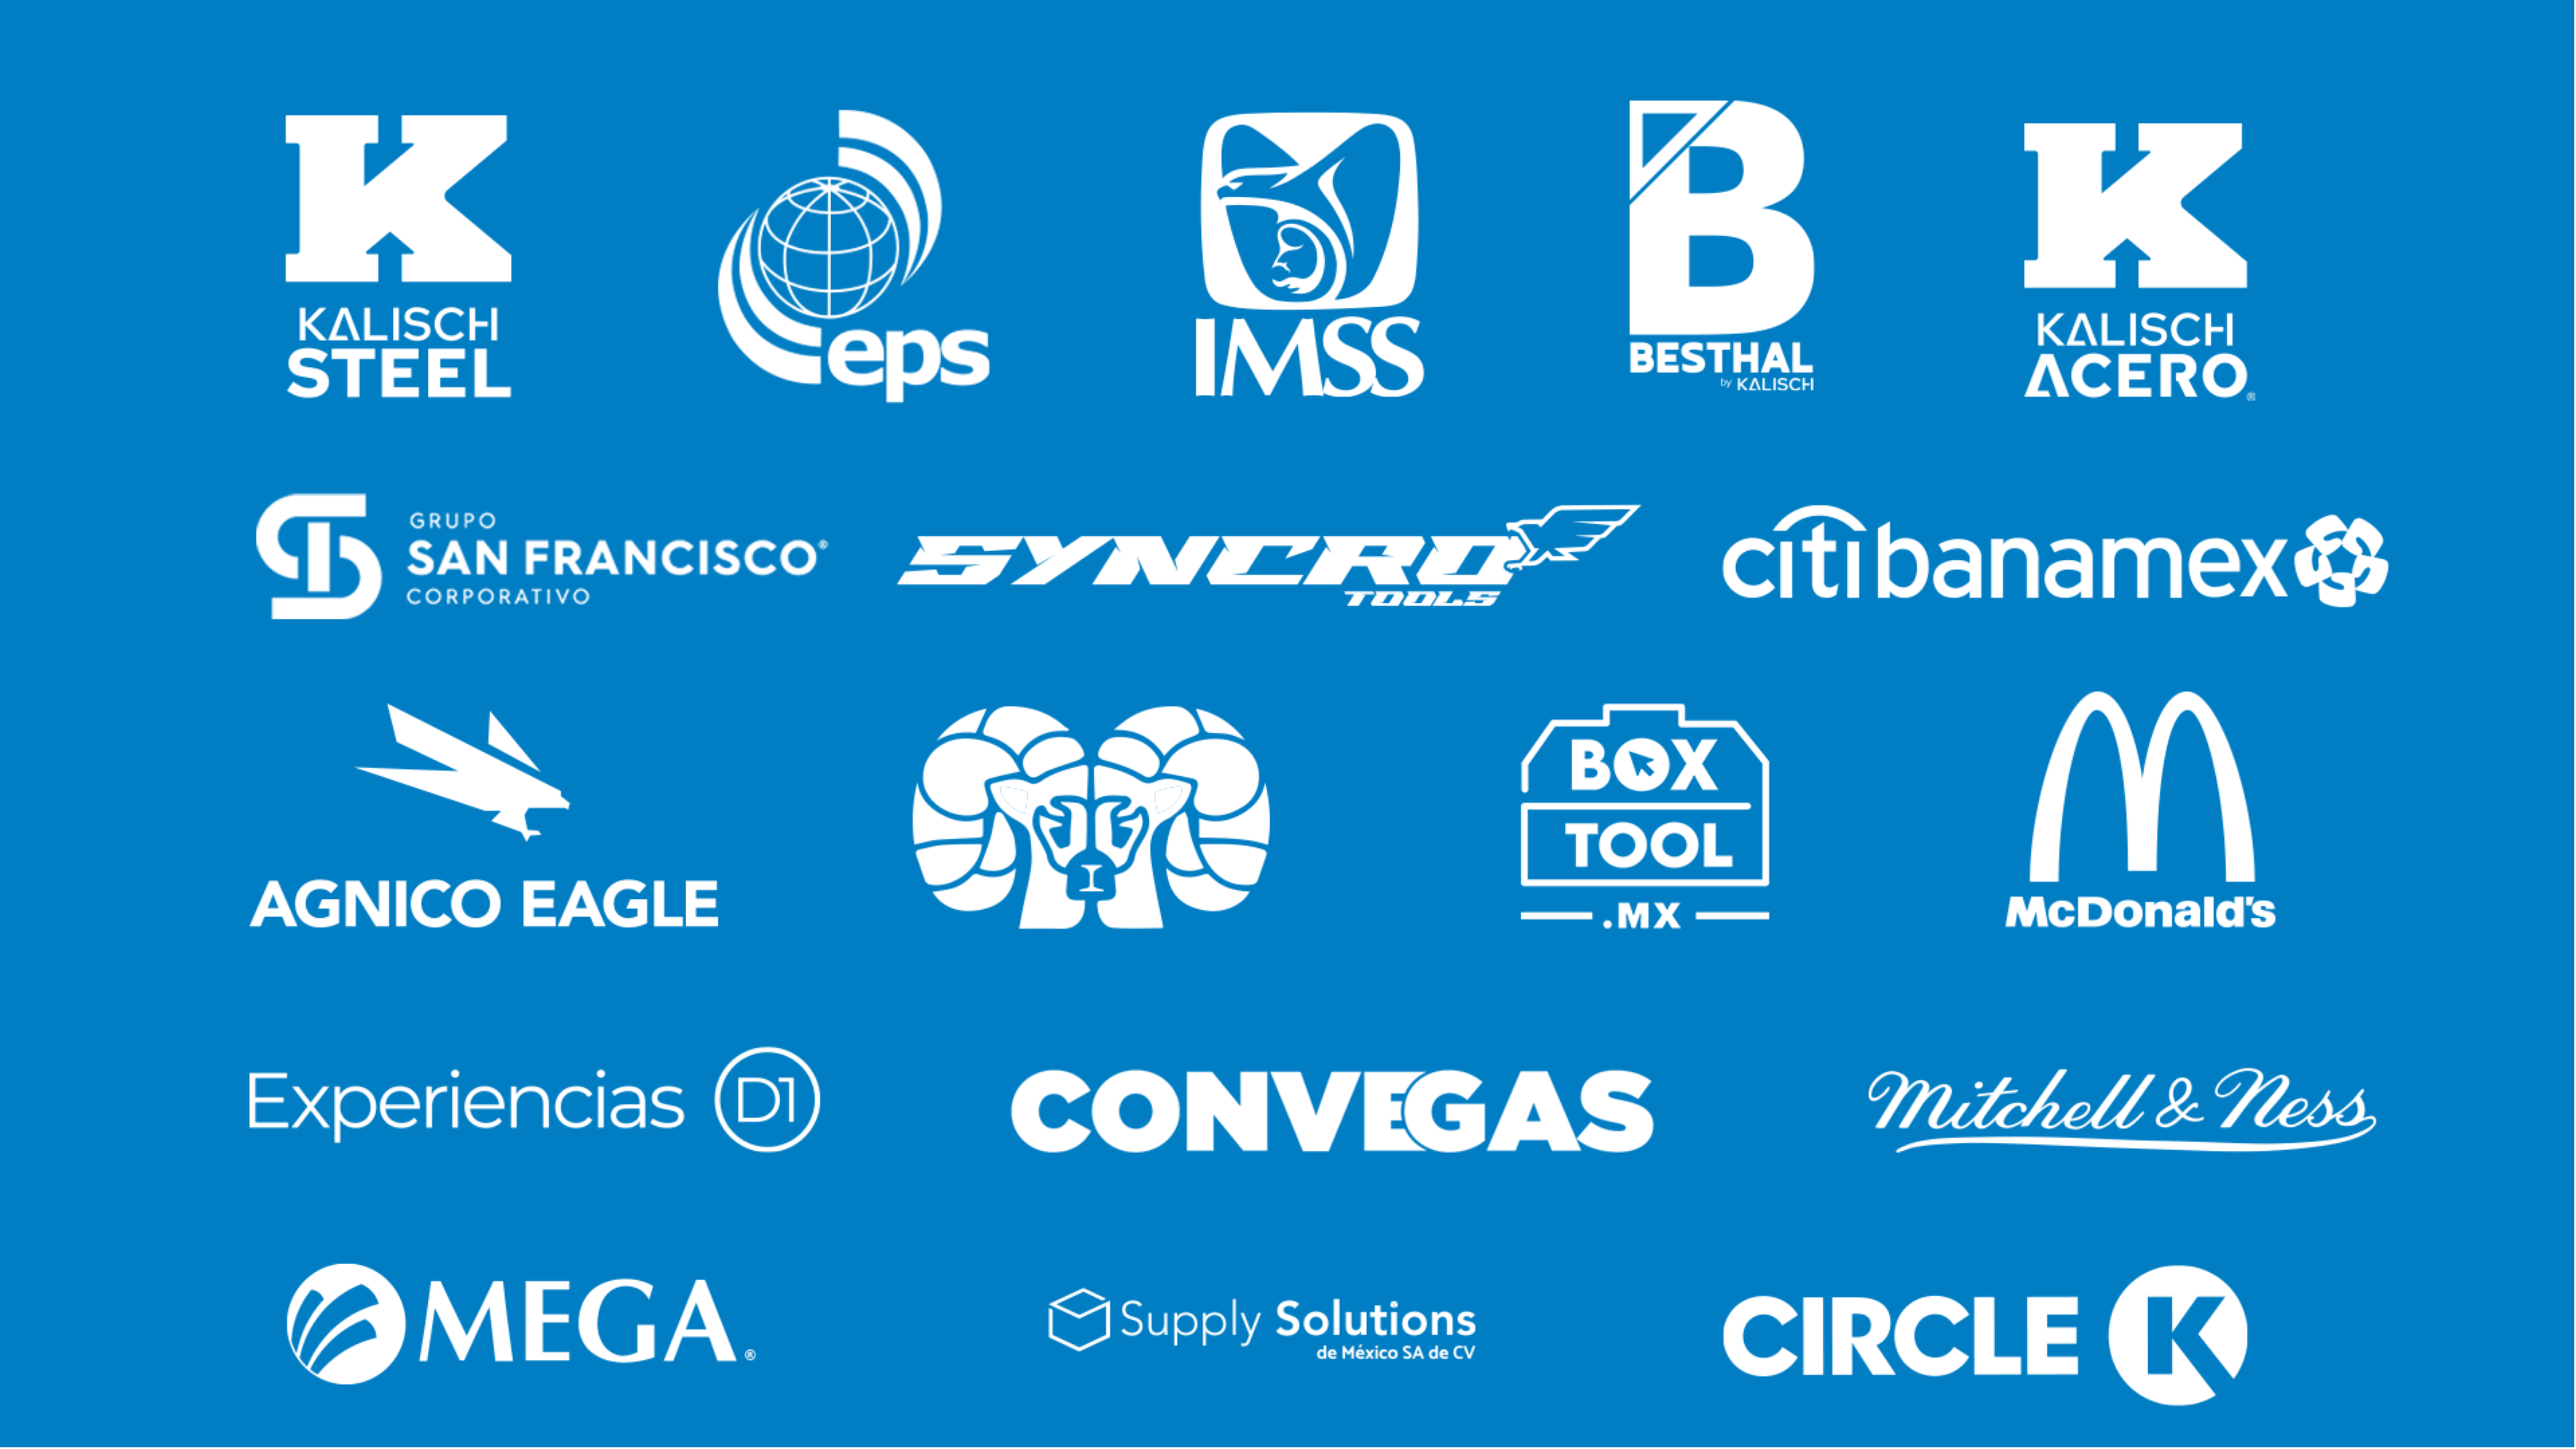 K
KALISCH
STEEL
eps
IMSS
B
BESTHAL
by KALISCH
K
KALISCH
ACERO®
GRUPO
SAN FRANCISCO®
CORPORATIVO
SYNCRO
TOOLS
citibanamex
AGNICO EAGLE
BOX
TOOL
.MX
M
McDonald's
Experiencias D1
CONVEGAS
Mitchell & Ness
MEGA®
Supply Solutions
de México SA de CV
CIRCLE K